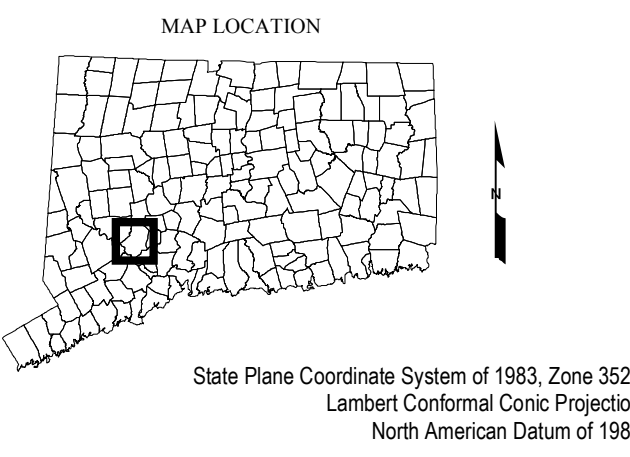 MAP LOCATION
N
State Plane Coordinate System of 1983, Zone 352
Lambert Conformal Conic Projectio
North American Datum of 198